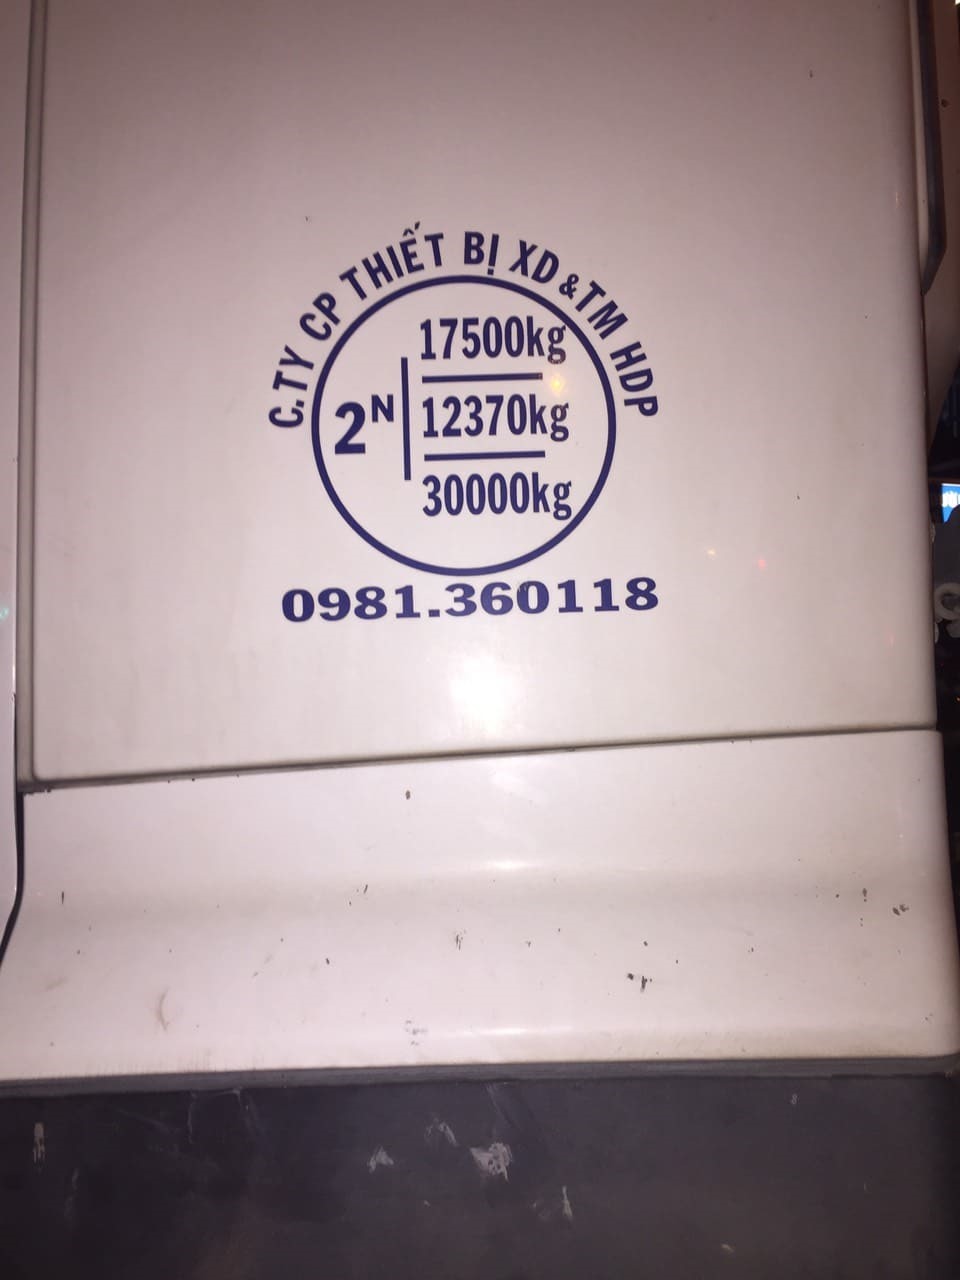 C.TY CP THIẾT BỊ XD & TM HDP
17500kg
2N
12370kg
30000kg
0981.360118